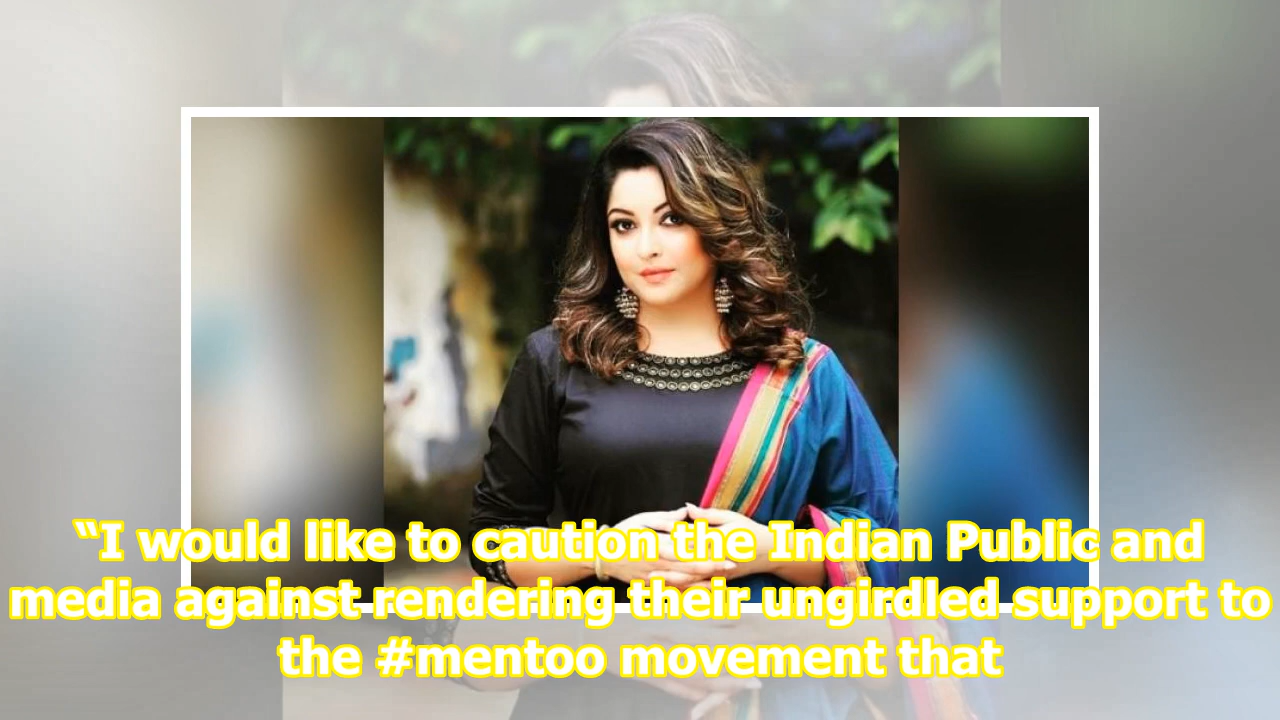 “I would like to caution the Indian Public and
media against rendering their ungirdled support to
the #mentoo movement that